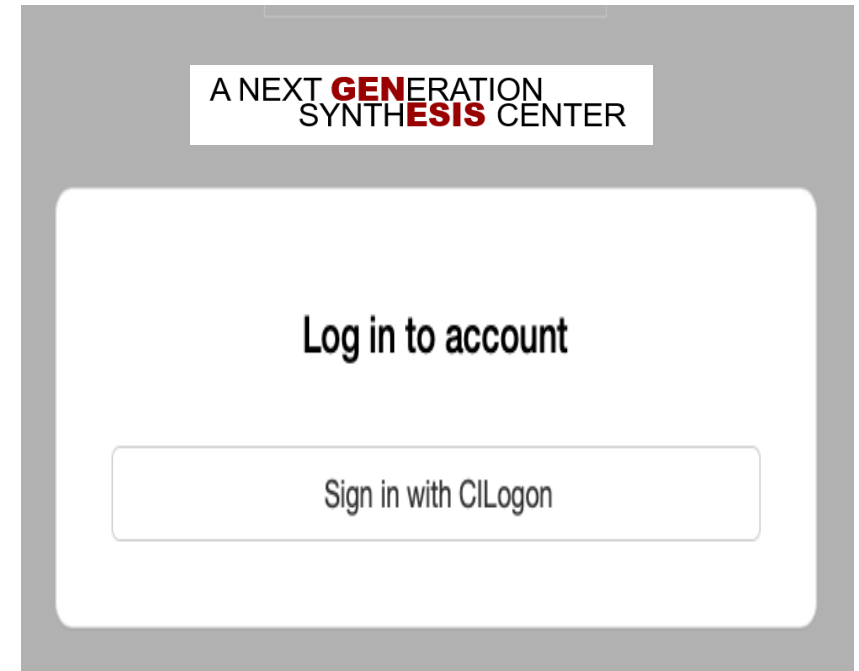 A NEXT GENERATION
SYNTHESIS CENTER
Log in to account
Sign in with CILogon